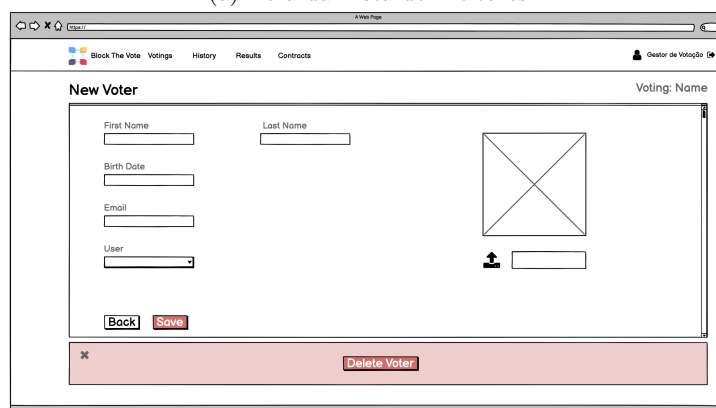 A Web Page
https://
Block The Vote Votings History Results Contracts Gestor de Votação
New Voter Voting: Name
First Name Last Name
Birth Date
Email
User
Back Save
Delete Voter